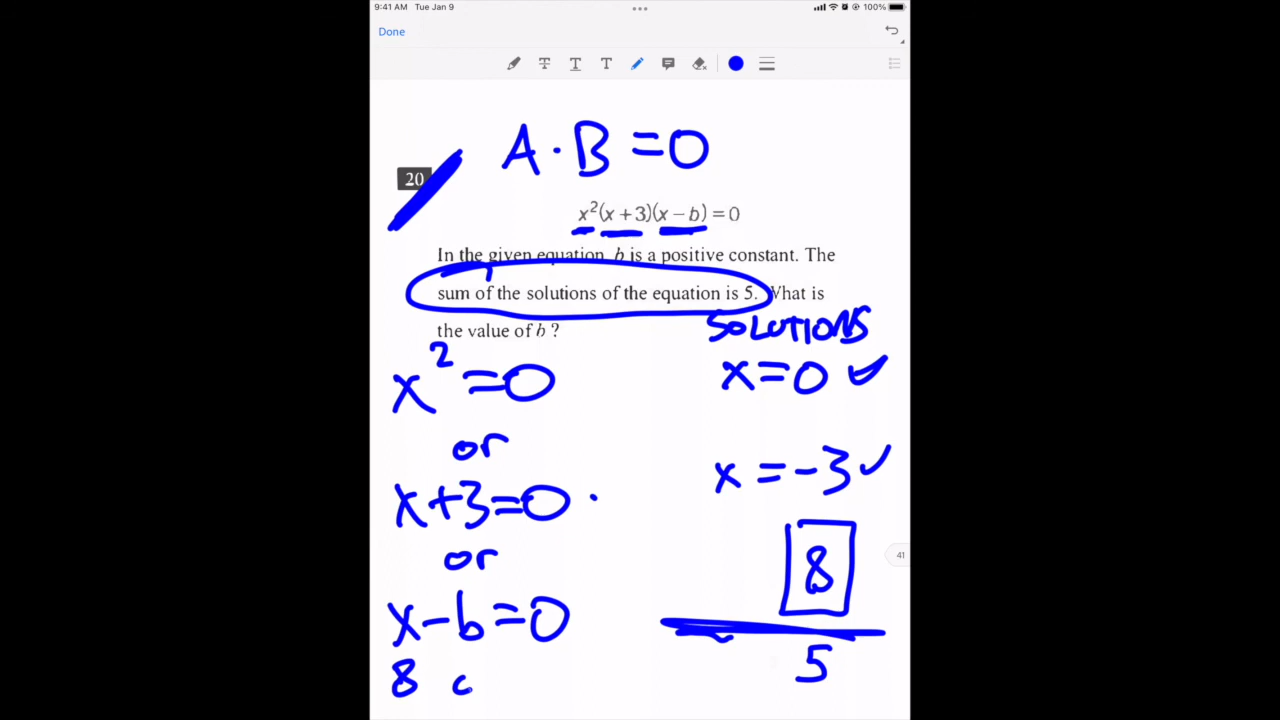 9:41 AM Tue Jan 9
100%
Done
T T T
A · B = 0
20
x²(x + 3)(x − b) = 0
In the given equation, b is a positive constant. The
sum of the solutions of the equation is 5. What is
the value of b ?
SOLUTIONS
x² = 0
x = 0 ✓
or
x = -3 ✓
x+3=0 ·
or
41
8
x-b=0
5
8